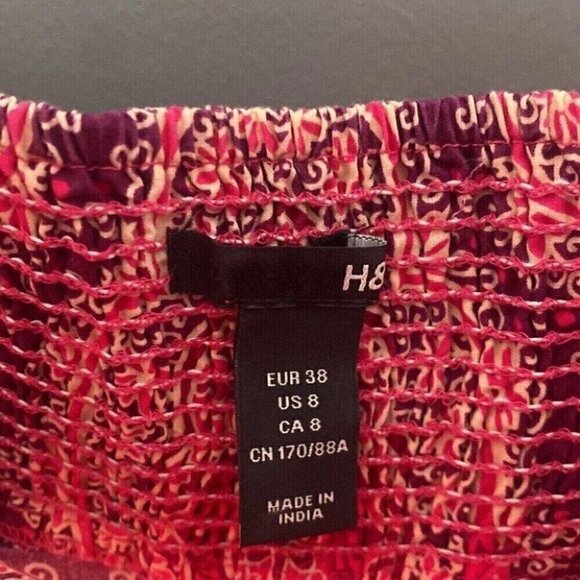 H&
EUR 38
US 8
CA 8
CN 170/88A
MADE IN
INDIA